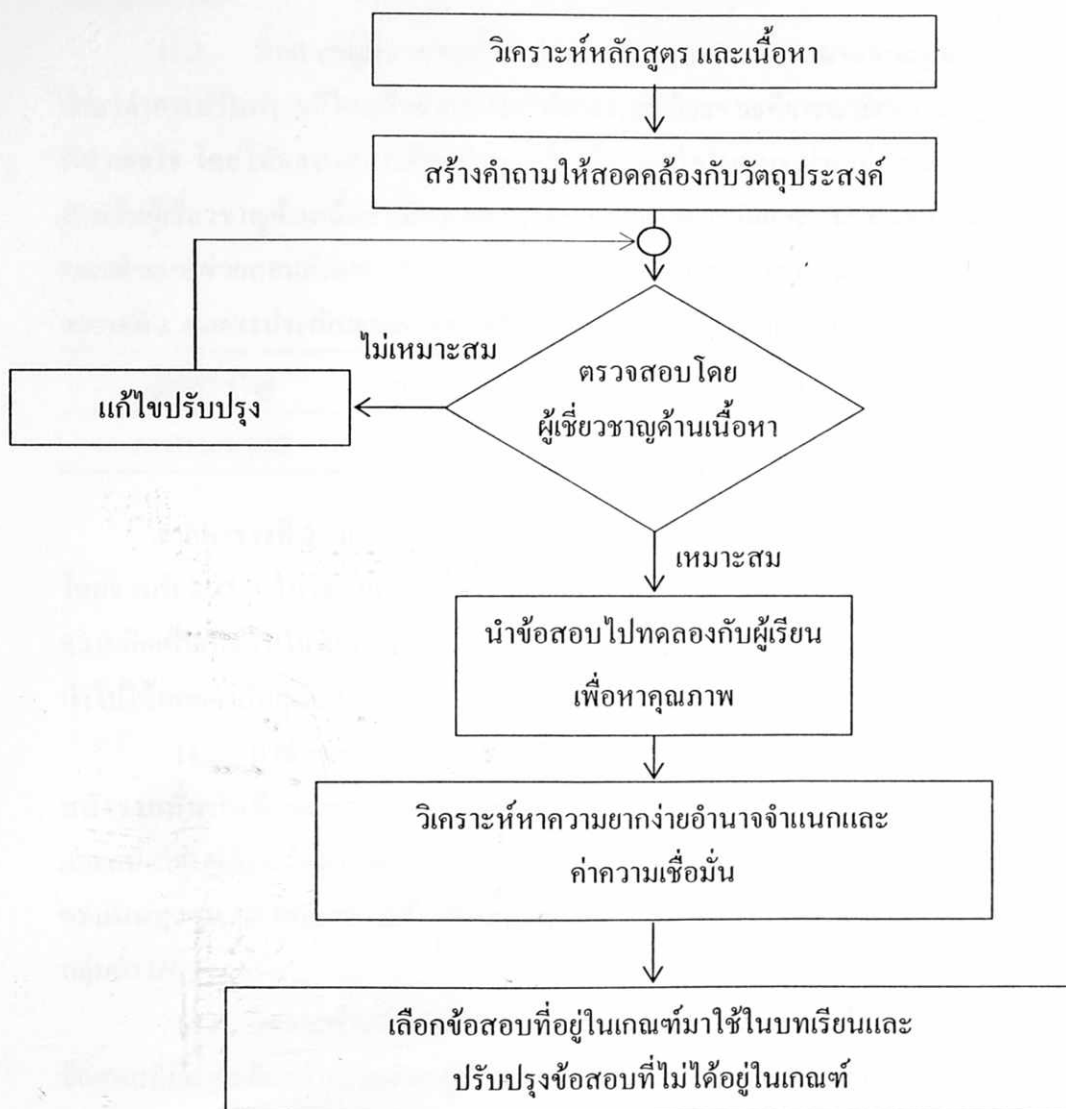 วิเคราะห์หลักสูตร และเนื้อหา
สร้างคำถามให้สอดคล้องกับวัตถุประสงค์
ไม่เหมาะสม
ตรวจสอบโดย
ผู้เชี่ยวชาญด้านเนื้อหา
แก้ไขปรับปรุง
เหมาะสม
นำข้อสอบไปทดลองกับผู้เรียน
เพื่อหาคุณภาพ
วิเคราะห์หาความยากง่ายอำนาจจำแนกและ
ค่าความเชื่อมั่น
เลือกข้อสอบที่อยู่ในเกณฑ์มาใช้ในบทเรียนและ
ปรับปรุงข้อสอบที่ไม่ได้อยู่ในเกณฑ์